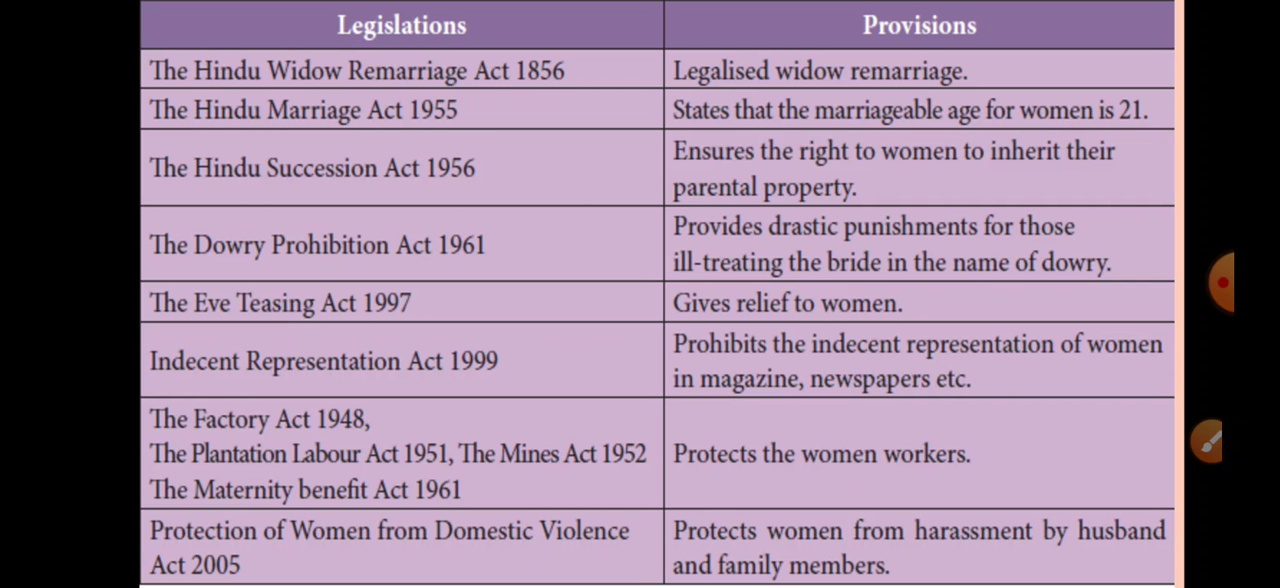 Legislations
Provisions
The Hindu Widow Remarriage Act 1856
Legalised widow remarriage.
The Hindu Marriage Act 1955
States that the marriageable age for women is 21.
The Hindu Succession Act 1956
Ensures the right to women to inherit their
parental property.
The Dowry Prohibition Act 1961
Provides drastic punishments for those
ill-treating the bride in the name of dowry.
The Eve Teasing Act 1997
Gives relief to women.
Indecent Representation Act 1999
Prohibits the indecent representation of women
in magazine, newspapers etc.
The Factory Act 1948,
The Plantation Labour Act 1951, The Mines Act 1952
The Maternity benefit Act 1961
Protects the women workers.
Protection of Women from Domestic Violence
Act 2005
Protects women from harassment by husband
and family members.